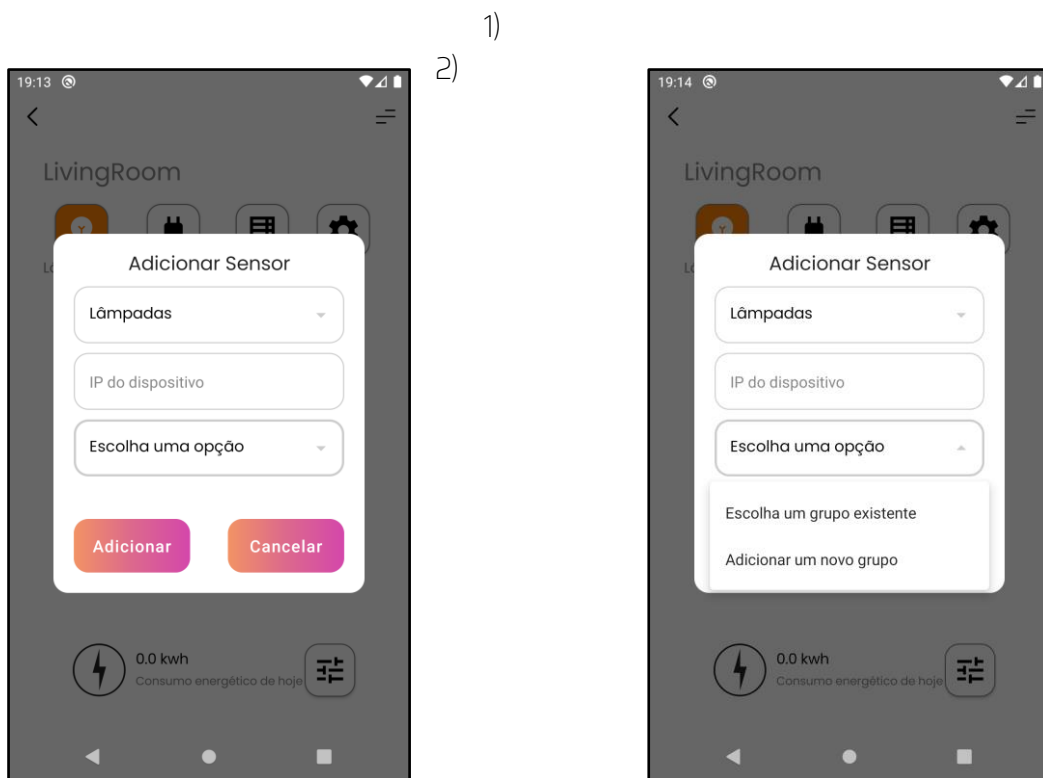 1)
2)
19:13
LivingRoom
Adicionar Sensor
Lâmpadas
IP do dispositivo
Escolha uma opção
Adicionar
Cancelar
0.0 kwh
Consumo energético de hoje
19:14
LivingRoom
Adicionar Sensor
Lâmpadas
IP do dispositivo
Escolha uma opção
Escolha um grupo existente
Adicionar um novo grupo
0.0 kwh
Consumo energético de hoje